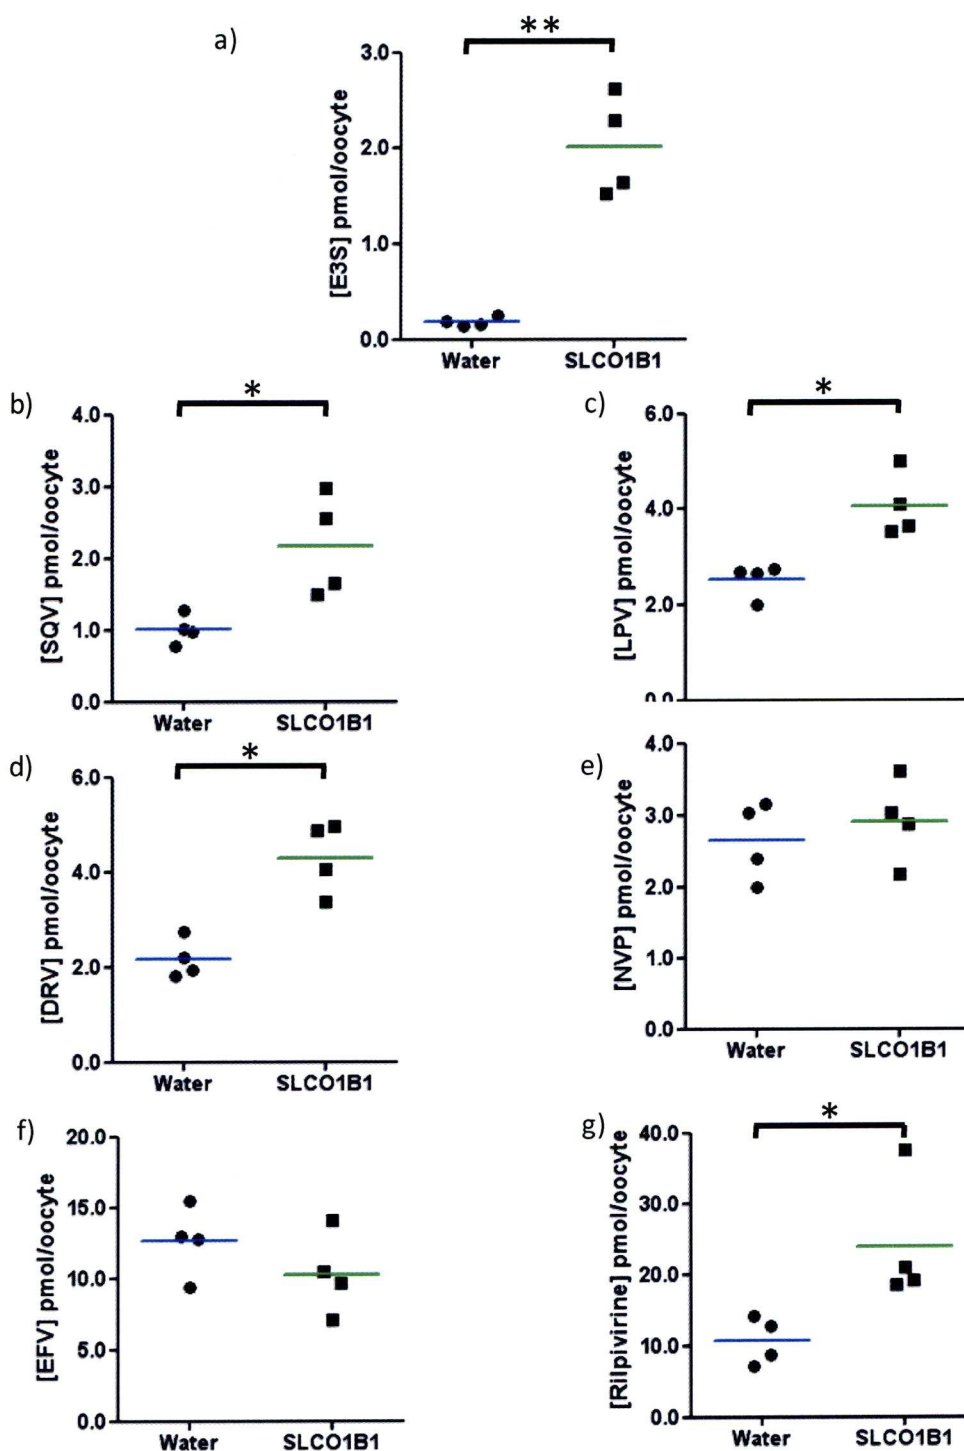 a)
**
3.0
2.0
1.0
0.0
[E3S] pmol/oocyte
Water SLCO1B1
b)
*
4.0
3.0
2.0
1.0
0.0
[SQV] pmol/oocyte
Water SLCO1B1
c)
*
6.0
4.0
2.0
0.0
[LPV] pmol/oocyte
d)
*
6.0
4.0
2.0
0.0
[DRV] pmol/oocyte
Water SLCO1B1
e)
4.0
3.0
2.0
1.0
0.0
[NVP] pmol/oocyte
Water SLCO1B1
f)
20.0
15.0
10.0
5.0
0.0
[EFV] pmol/oocyte
Water SLCO1B1
g)
*
40.0
30.0
20.0
10.0
0.0
[Rilpivirine] pmol/oocyte
Water SLCO1B1